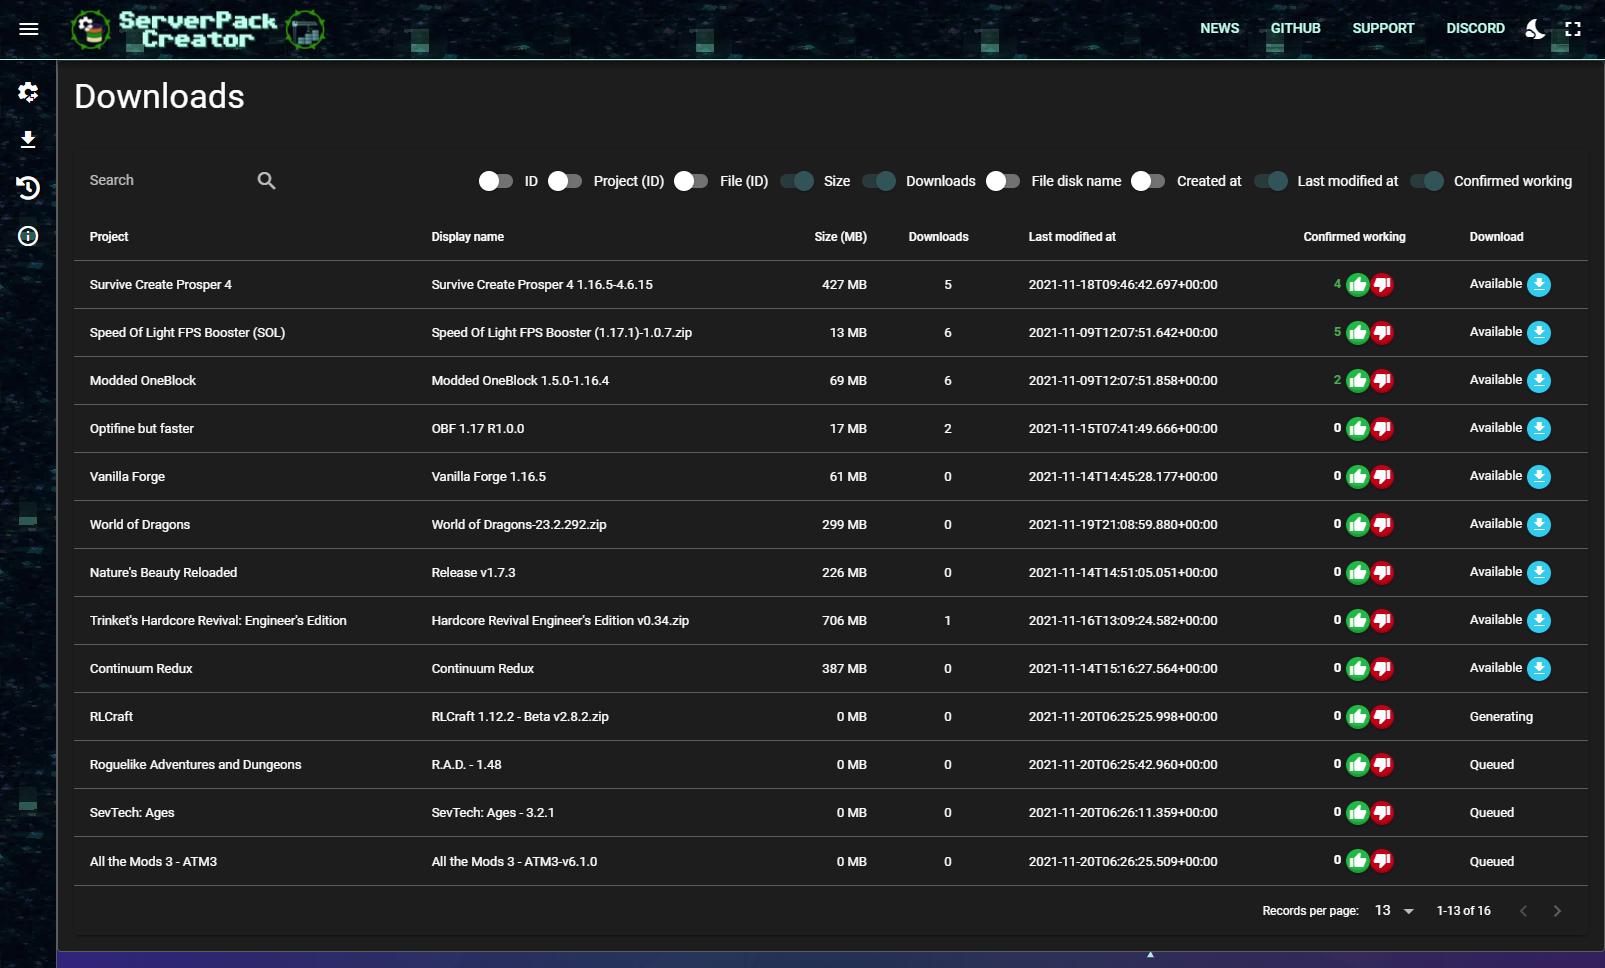 ServerPack
Creator
NEWS GITHUB SUPPORT DISCORD
Downloads
Search ID Project (ID) File (ID) Size Downloads File disk name Created at Last modified at Confirmed working
Project Display name Size (MB) Downloads Last modified at Confirmed working Download
Survive Create Prosper 4 Survive Create Prosper 4 1.16.5-4.6.15 427 MB 5 2021-11-18T09:46:42.697+00:00 4 Available
Speed Of Light FPS Booster (SOL) Speed Of Light FPS Booster (1.17.1)-1.0.7.zip 13 MB 6 2021-11-09T12:07:51.642+00:00 5 Available
Modded OneBlock Modded OneBlock 1.5.0-1.16.4 69 MB 6 2021-11-09T12:07:51.858+00:00 2 Available
Optifine but faster OBF 1.17 R1.0.0 17 MB 2 2021-11-15T07:41:49.666+00:00 0 Available
Vanilla Forge Vanilla Forge 1.16.5 61 MB 0 2021-11-14T14:45:28.177+00:00 0 Available
World of Dragons World of Dragons-23.2.292.zip 299 MB 0 2021-11-19T21:08:59.880+00:00 0 Available
Nature's Beauty Reloaded Release v1.7.3 226 MB 0 2021-11-14T14:51:05.051+00:00 0 Available
Trinket's Hardcore Revival: Engineer's Edition Hardcore Revival Engineer's Edition v0.34.zip 706 MB 1 2021-11-16T13:09:24.582+00:00 0 Available
Continuum Redux Continuum Redux 387 MB 0 2021-11-14T15:16:27.564+00:00 0 Available
RLCraft RLCraft 1.12.2 - Beta v2.8.2.zip 0 MB 0 2021-11-20T06:25:25.998+00:00 0 Generating
Roguelike Adventures and Dungeons R.A.D. - 1.48 0 MB 0 2021-11-20T06:25:42.960+00:00 0 Queued
SevTech: Ages SevTech: Ages - 3.2.1 0 MB 0 2021-11-20T06:26:11.359+00:00 0 Queued
All the Mods 3 - ATM3 All the Mods 3 - ATM3-v6.1.0 0 MB 0 2021-11-20T06:26:25.509+00:00 0 Queued
Records per page: 13 1-13 of 16